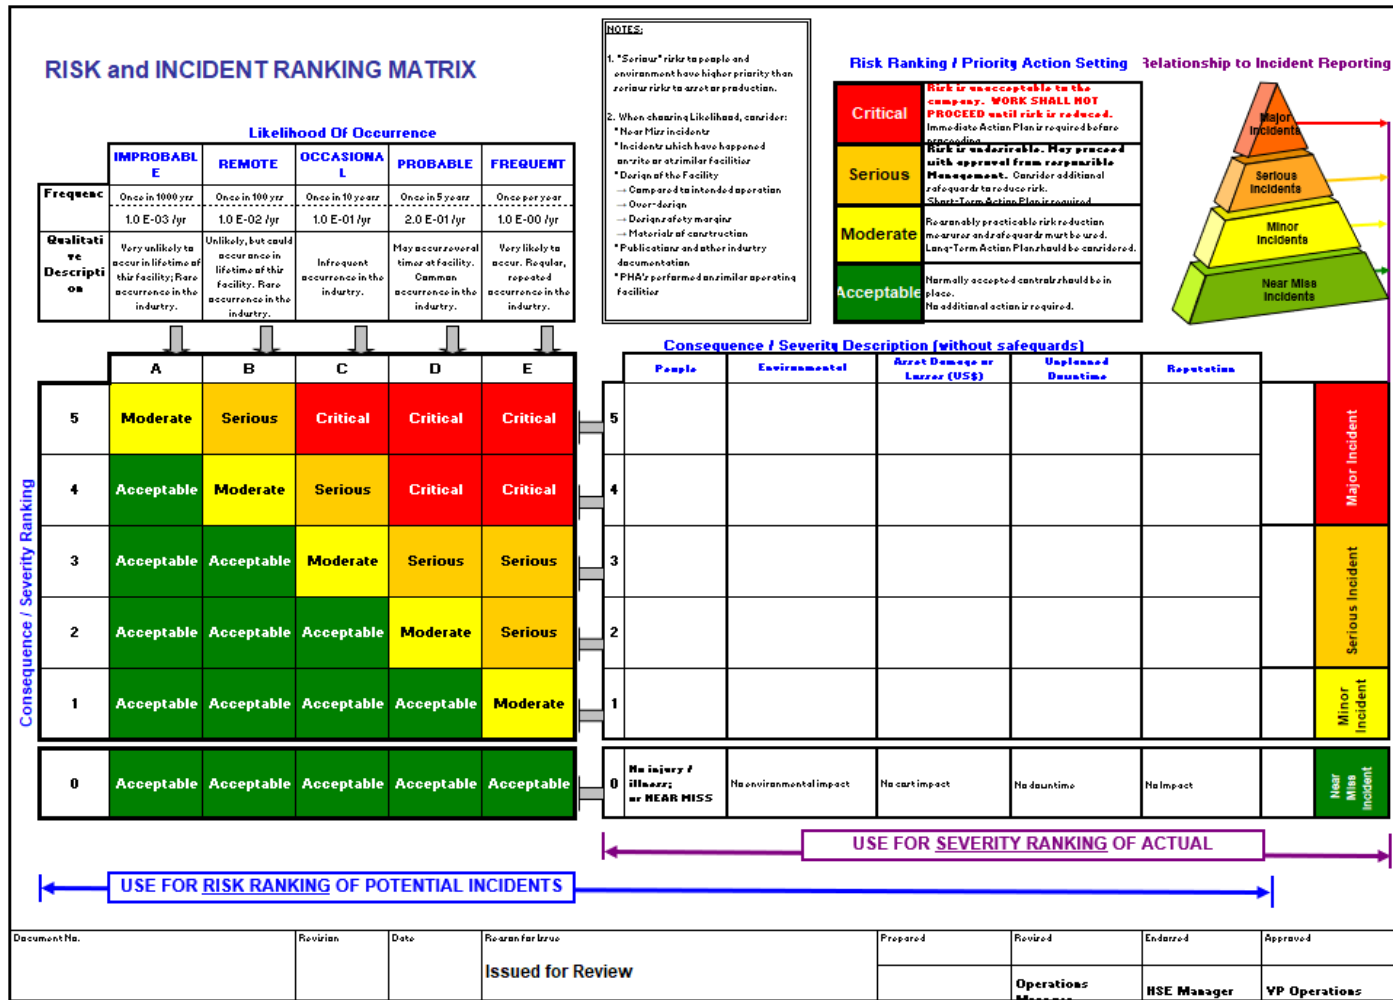 RISK and INCIDENT RANKING MATRIX
Likelihood Of Occurrence
IMPROBABL
E
REMOTE
OCCASIONA
L
PROBABLE
FREQUENT
Frequenc
Once in 1000 yrs
Once in 100 yrs
Once in 10 years
Once in 5 years
Once per year
1.0 E-03 /yr
1.0 E-02 /yr
1.0 E-01 /yr
2.0 E-01/yr
1.0 E-00 /yr
Qualitati
ve
Descripti
on
Very unlikely to
occur in lifetime of
this facility; Rare
occurrence in the
industry.
Unlikely, but could
occur once in
lifetime of this
facility. Rare
occurrence in the
industry.
Infrequent
occurrence in the
industry.
May occur several
times at facility.
Common
occurrence in the
industry.
Very likely to
occur. Regular,
repeated
occurrence in the
industry.
NOTES:
1. "Serious" risks to people and
environment have higher priority than
serious risks to asset or production.
2. When choosing Likelihood, consider:
* Near Miss incidents
* Incidents which have happened
onsite or at similar facilities
* Design of the Facility
→ Compared to intended operation
→ Over-design
→ Design safety margins
→ Materials of construction
* Publications and other industry
documentation
* PHA's performed on similar operating
facilities
Risk Ranking / Priority Action Setting
Critical
Risk is unacceptable to the
company. WORK SHALL NOT
PROCEED until risk is reduced.
Immediate Action Plan is required before
proceeding.
Serious
Risk is undesirable. May proceed
with approval from responsible
Management. Consider additional
safeguards to reduce risk.
Short-Term Action Plan is required
Moderate
Reasonably practicable risk reduction
measures and safeguards must be used.
Long-Term Action Plan should be considered.
Acceptable
Normally accepted controls should be in
place.
No additional action is required.
Relationship to Incident Reporting
Major
Incidents
Serious
Incidents
Minor
Incidents
Near Miss
Incidents
A B C D E
5 Moderate Serious Critical Critical Critical
4 Acceptable Moderate Serious Critical Critical
3 Acceptable Acceptable Moderate Serious Serious
2 Acceptable Acceptable Acceptable Moderate Serious
1 Acceptable Acceptable Acceptable Acceptable Moderate
0 Acceptable Acceptable Acceptable Acceptable Acceptable
Consequence / Severity Ranking
Consequence / Severity Description (without safeguards)
People
Environmental
Asset Damage or
Losses (US$)
Unplanned
Downtime
Reputation
5
4
3
2
1
0
No injury /
illness;
or NEAR MISS
No environmental impact
No cost impact
No downtime
No Impact
Major Incident
Serious Incident
Minor
Incident
Near
Miss
Incident
USE FOR SEVERITY RANKING OF ACTUAL
USE FOR RISK RANKING OF POTENTIAL INCIDENTS
Document No.
Revision
Date
Reason for Issue
Issued for Review
Prepared
Revised
Endorsed
Approved
Operations
Manager
HSE Manager
VP Operations